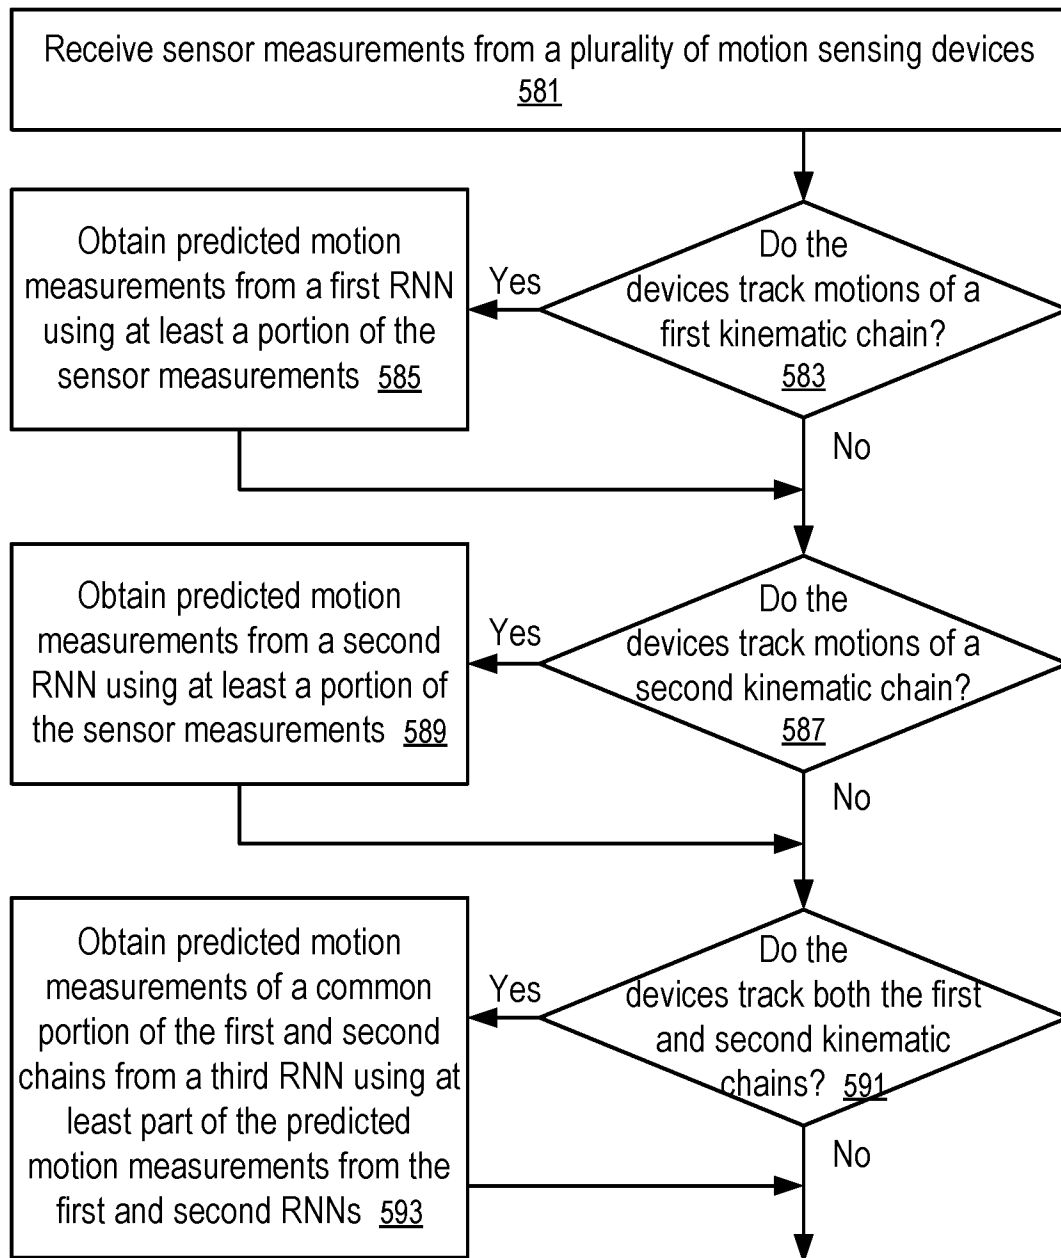 Receive sensor measurements from a plurality of motion sensing devices
581
Obtain predicted motion
measurements from a first RNN
using at least a portion of the
sensor measurements 585
Yes
Do the
devices track motions of a
first kinematic chain?
583
No
Obtain predicted motion
measurements from a second
RNN using at least a portion of
the sensor measurements 589
Yes
Do the
devices track motions of a
second kinematic chain?
587
No
Obtain predicted motion
measurements of a common
portion of the first and second
chains from a third RNN using at
least part of the predicted
motion measurements from the
first and second RNNs 593
Yes
Do the
devices track both the first
and second kinematic
chains? 591
No